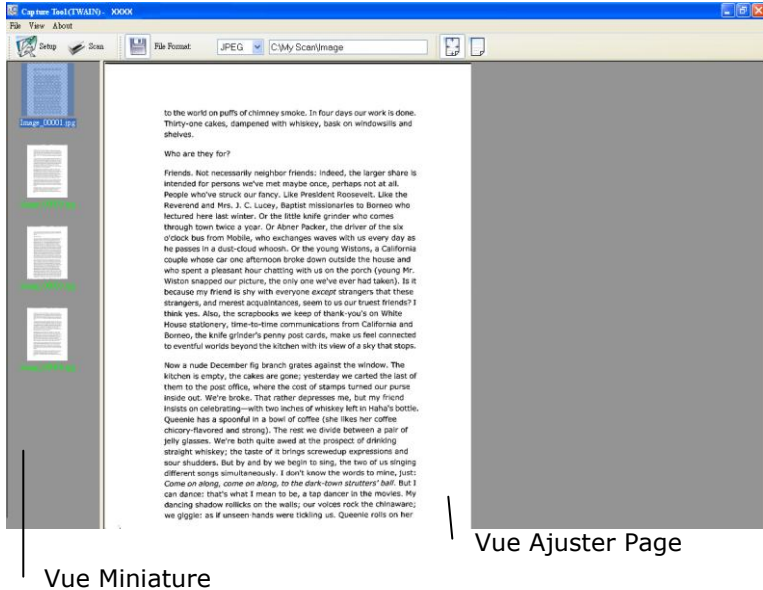 Capture Tool(TWAIN) - XXXX
File View About
Setup Scan File Format: JPEG C:\My Scan\Image
Image_00001.jpg
to the world on puffs of chimney smoke. In four days our work is done.
Thirty-one cakes, dampened with whiskey, bask on windowsills and
shelves.
Who are they for?
Friends. Not necessarily neighbor friends: indeed, the larger share is
intended for persons we've met maybe once, perhaps not at all.
People who've struck our fancy. Like President Roosevelt. Like the
Reverend and Mrs. J. C. Lucey, Baptist missionaries to Borneo who
lectured here last winter. Or the little knife grinder who comes
through town twice a year. Or Abner Packer, the driver of the six
o'clock bus from Mobile, who exchanges waves with us every day as
he passes in a dust-cloud whoosh. Or the young Wistons, a California
couple whose car one afternoon broke down outside the house and
who spent a pleasant hour chatting with us on the porch (young Mr.
Wiston snapped our picture, the only one we've ever had taken). Is it
because my friend is shy with everyone except strangers that these
strangers, and merest acquaintances, seem to us our truest friends? I
think yes. Also, the scrapbooks we keep of thank-you's on White
House stationery, time-to-time communications from California and
Borneo, the knife grinder's penny post cards, make us feel connected
to eventful worlds beyond the kitchen with its view of a sky that stops.
Now a nude December fig branch grates against the window. The
kitchen is empty, the cakes are gone; yesterday we carted the last of
them to the post office, where the cost of stamps turned our purse
inside out. We're broke. That rather depresses me, but my friend
insists on celebrating—with two inches of whiskey left in Haha's bottle.
Queenie has a spoonful in a bowl of coffee (she likes her coffee
chicory-flavored and strong). The rest we divide between a pair of
jelly glasses. We're both quite awed at the prospect of drinking
straight whiskey; the taste of it brings screwedup expressions and
sour shudders. But by and by we begin to sing, the two of us singing
different songs simultaneously. I don't know the words to mine, just:
Come on along, come on along, to the dark-town strutters' ball. But I
can dance: that's what I mean to be, a tap dancer in the movies. My
dancing shadow rollicks on the walls; our voices rock the chinaware;
we giggle: as if unseen hands were tickling us. Queenie rolls on her
Vue Ajuster Page
Vue Miniature